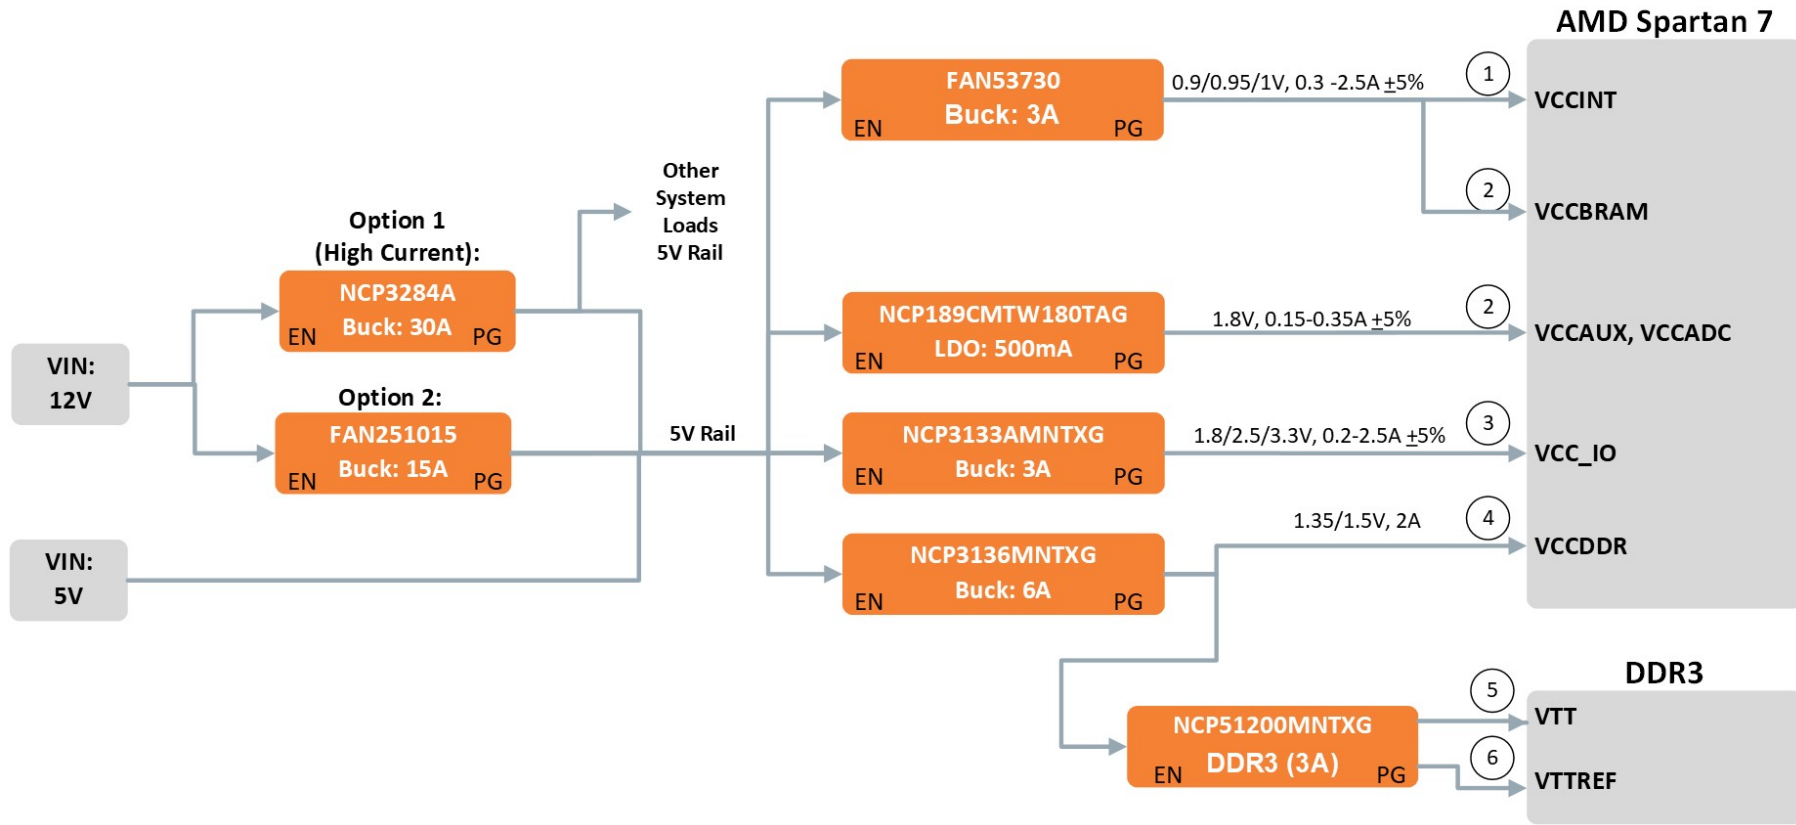 AMD Spartan 7
FAN53730
Buck: 3A
EN
PG
0.9/0.95/1V, 0.3 -2.5A ±5%
1
VCCINT
2
VCCBRAM
Other
System
Loads
5V Rail
Option 1
(High Current):
NCP3284A
Buck: 30A
EN
PG
NCP189CMTW180TAG
LDO: 500mA
EN
PG
1.8V, 0.15-0.35A ±5%
2
VCCAUX, VCCADC
VIN:
12V
Option 2:
FAN251015
Buck: 15A
EN
PG
5V Rail
NCP3133AMNTXG
Buck: 3A
EN
PG
1.8/2.5/3.3V, 0.2-2.5A ±5%
3
VCC_IO
VIN:
5V
NCP3136MNTXG
Buck: 6A
EN
PG
1.35/1.5V, 2A
4
VCCDDR
DDR3
NCP51200MNTXG
DDR3 (3A)
EN
PG
5
VTT
6
VTTREF